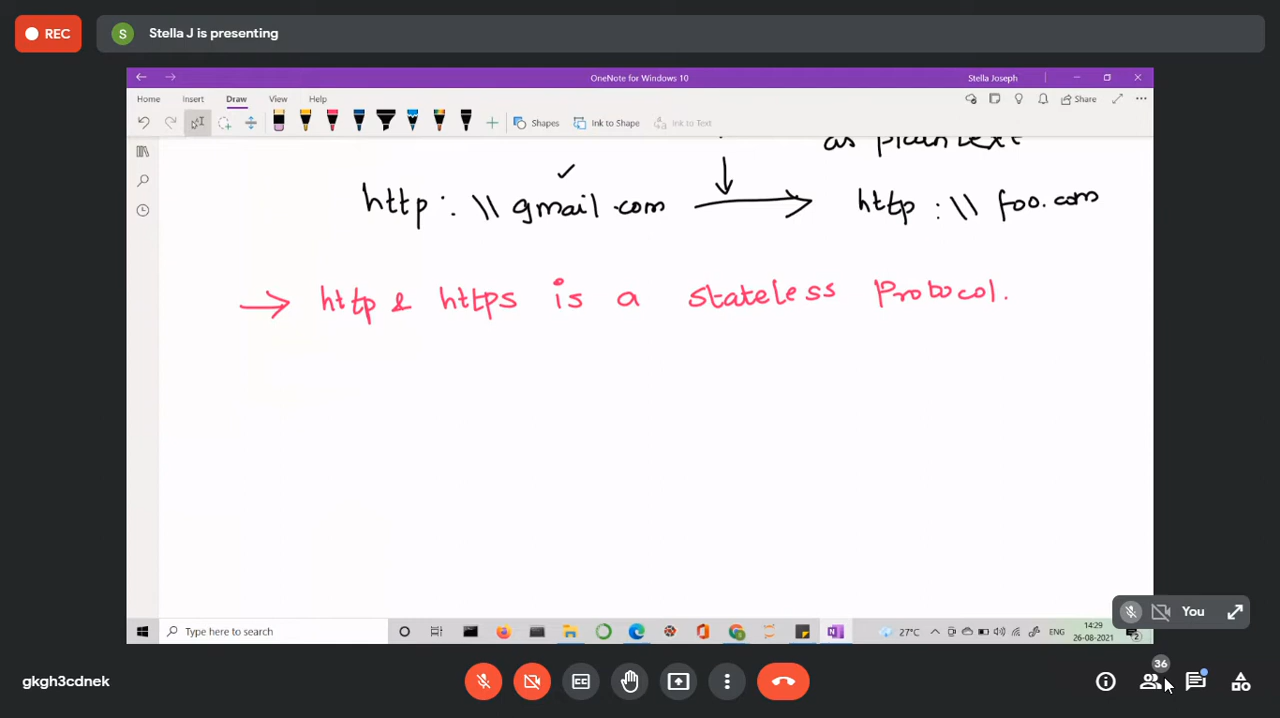 REC
S Stella J is presenting
OneNote for Windows 10
Stella Joseph
Home Insert Draw View Help
Share
Shapes Ink to Shape Ink to Text
as plaintext
http: \\ gmail.com http: \\ foo.com
http & https is a stateless Protocol.
You
Type here to search
27°C
ENG
14:29
26-08-2021
2
36
gkgh3cdnek